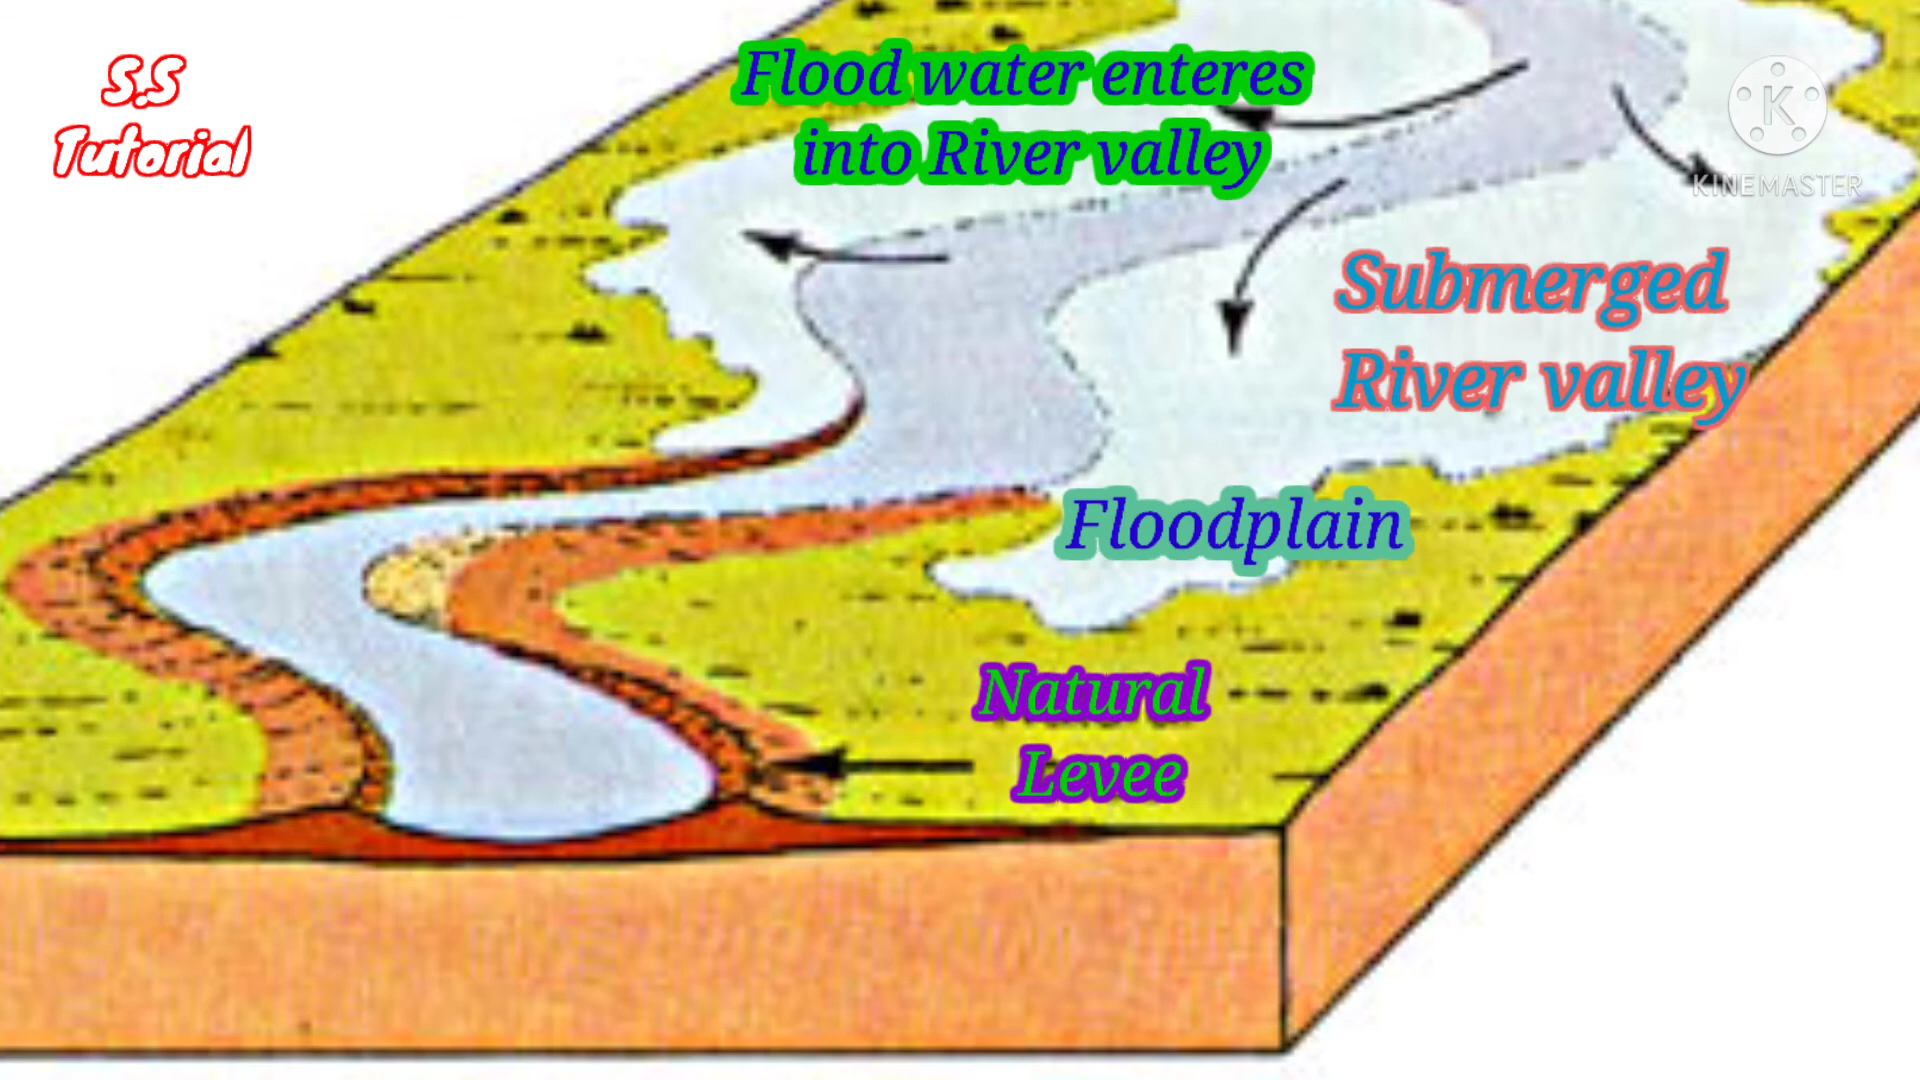 S.S
Tutorial
Flood water enteres
into River valley
K
KINEMASTER
Submerged
River valley
Floodplain
Natural
Levee